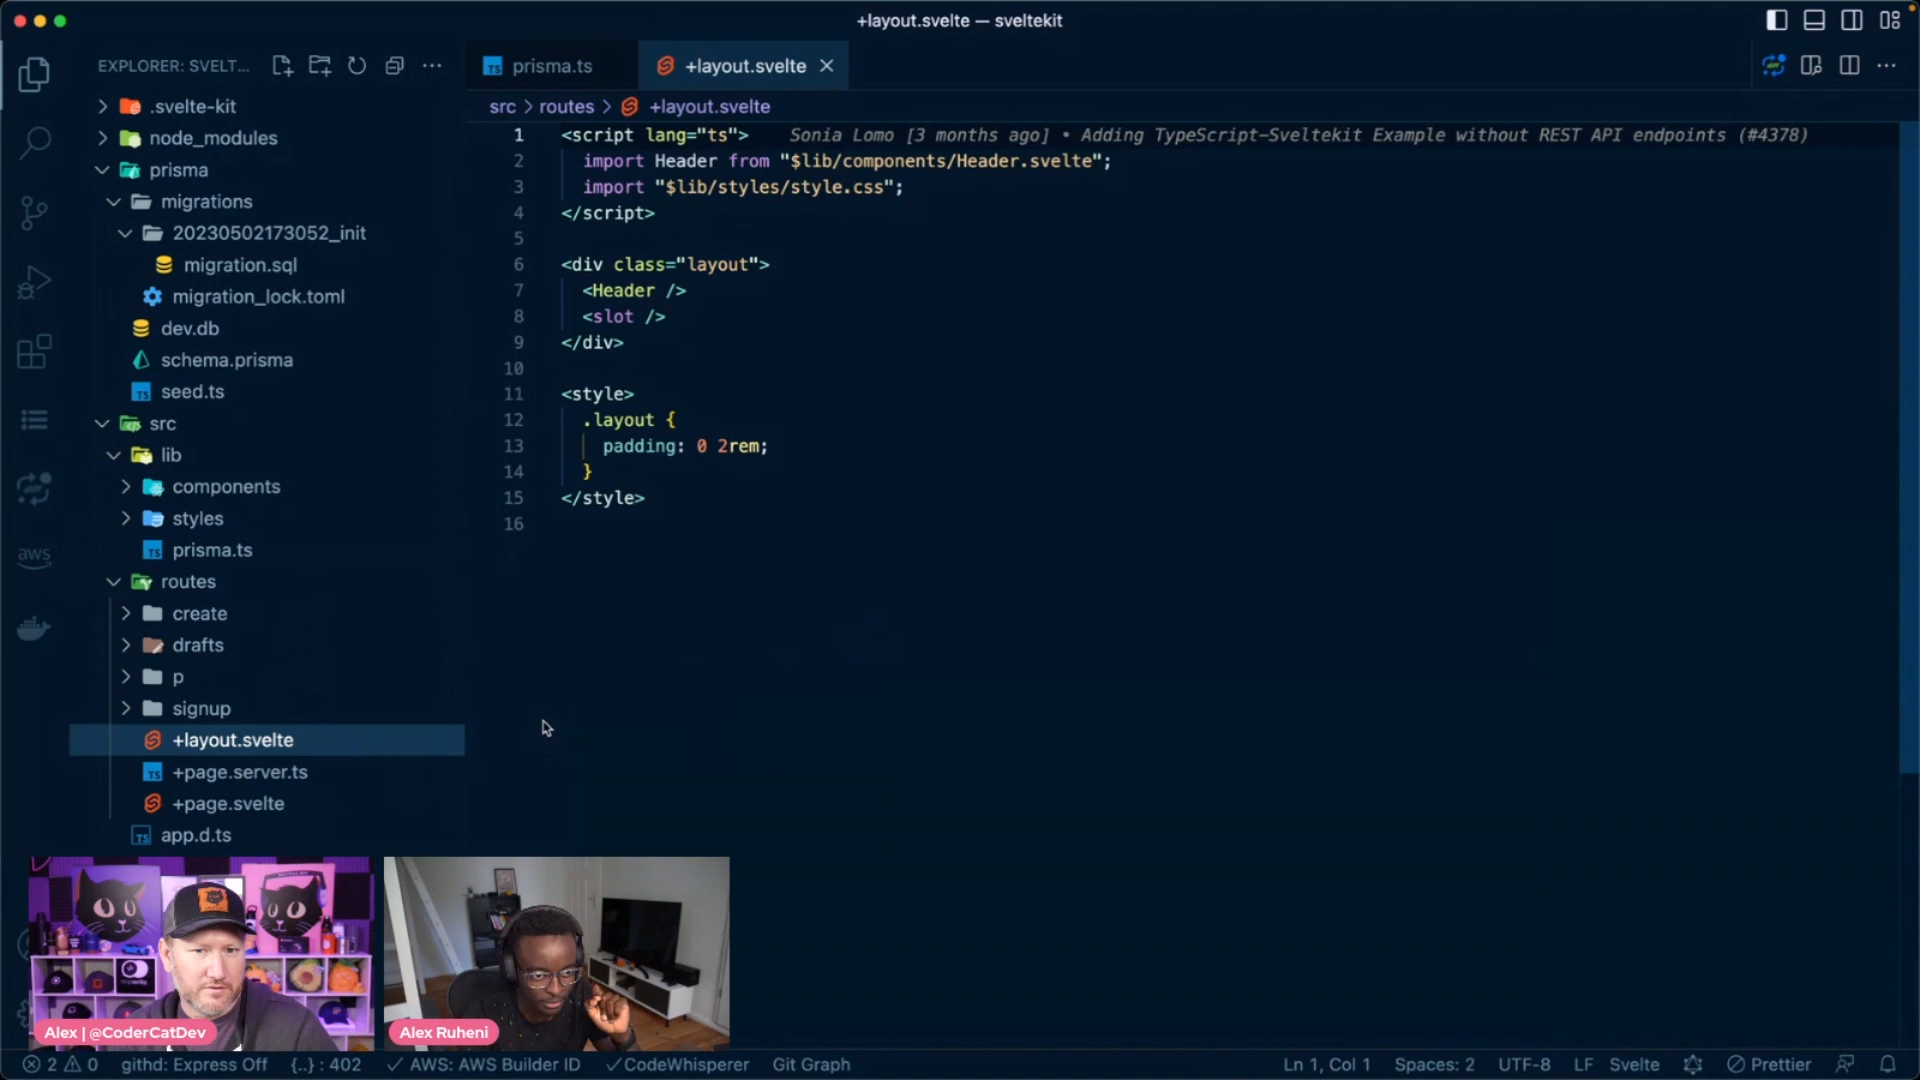 +layout.svelte — sveltekit
EXPLORER: SVELT...
.svelte-kit
node_modules
prisma
migrations
20230502173052_init
migration.sql
migration_lock.toml
dev.db
schema.prisma
seed.ts
src
lib
components
styles
prisma.ts
routes
create
drafts
p
signup
+layout.svelte
+page.server.ts
+page.svelte
app.d.ts
aws
prisma.ts
+layout.svelte
src > routes > +layout.svelte
1 <script lang="ts"> Sonia Lomo [3 months ago] • Adding TypeScript-Sveltekit Example without REST API endpoints (#4378)
2 import Header from "$lib/components/Header.svelte";
3 import "$lib/styles/style.css";
4 </script>
5
6 <div class="layout">
7 <Header />
8 <slot />
9 </div>
10
11 <style>
12 .layout {
13 padding: 0 2rem;
14 }
15 </style>
16
Alex | @CoderCatDev
Alex Ruheni
2 0 githd: Express Off {..} : 402 AWS: AWS Builder ID CodeWhisperer Git Graph Ln 1, Col 1 Spaces: 2 UTF-8 LF Svelte Prettier